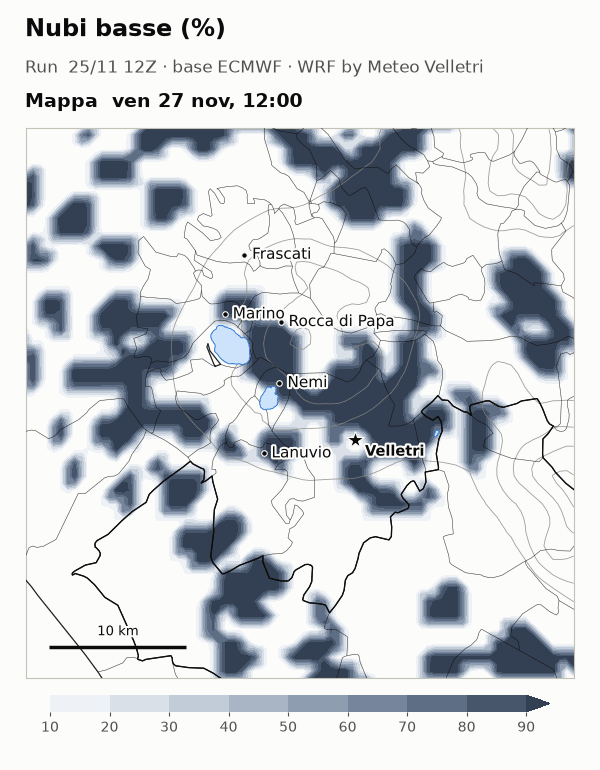 Nubi basse (%)
Run 25/11 12Z · base ECMWF · WRF by Meteo Velletri
Mappa ven 27 nov, 12:00
Frascati
Marino
Rocca di Papa
Nemi
Velletri
Lanuvio
10 km
10 20 30 40 50 60 70 80 90